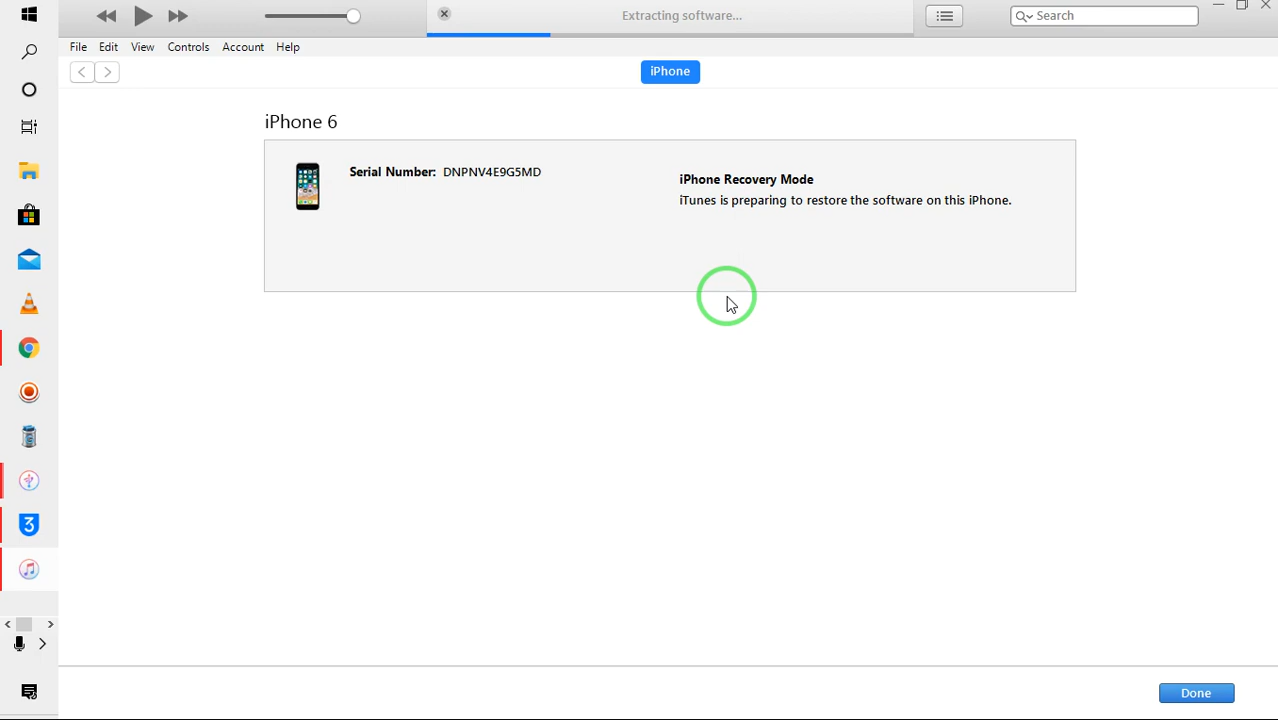 Extracting software...
Search
File Edit View Controls Account Help
iPhone
iPhone 6
Serial Number: DNPNV4E9G5MD
iPhone Recovery Mode
iTunes is preparing to restore the software on this iPhone.
3
Done